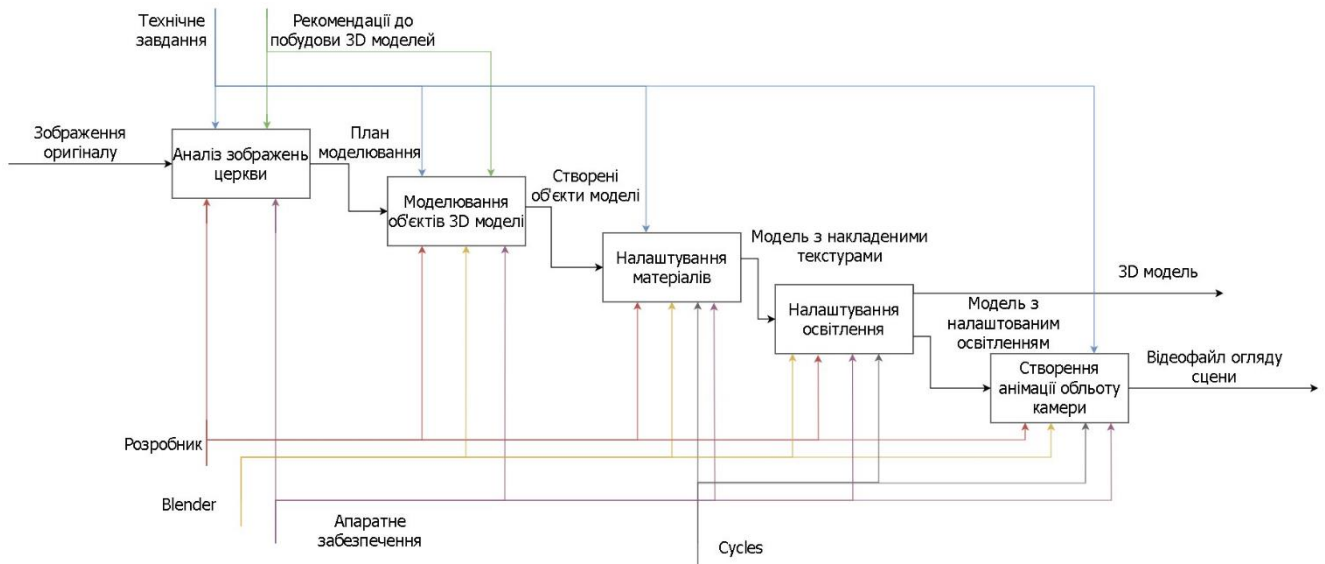 Технічне
завдання
Рекомендації до
побудови 3D моделей
Зображення
оригіналу
Аналіз зображень
церкви
План
моделювання
Моделювання
об'єктів 3D моделі
Створені
об'єкти моделі
Налаштування
матеріалів
Модель з накладеними
текстурами
Налаштування
освітлення
3D модель
Модель з
налаштованим
освітленням
Створення
анімації обльоту
камери
Відеофайл огляду
сцени
Розробник
Blender
Апаратне
забезпечення
Cycles